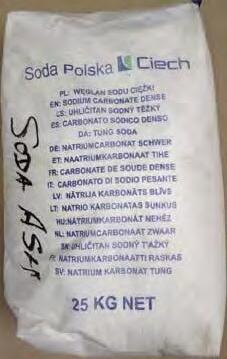 Soda Polska Ciech
PL: WĘGLAN SODU CIĘŻKI
EN: SODIUM CARBONATE DENSE
CS: UHLIČITAN SODNÝ TĚŽKÝ
ES: CARBONATO SÓDICO DENSO
DA: TUNG SODA
DE: NATRIUMCARBONAT SCHWER
ET: NAATRIUMKARBONAAT TIHE
FR: CARBONATE DE SOUDE DENSE
IT: CARBONATO DI SODIO PESANTE
LV: NĀTRIJA KARBONĀTS BLĪVS
LT: NATRIO KARBONATAS SUNKUS
HU: NATRIUMKARBONÁT NEHÉZ
NL: NATRIUMCARBONAAT ZWAAR
SK: UHLIČITAN SODNÝ ŤAŽKÝ
FI: NATRIUMKARBONAATTI RASKAS
SV: NATRIUM KARBONAT TUNG
25 KG NET
SODA ASH